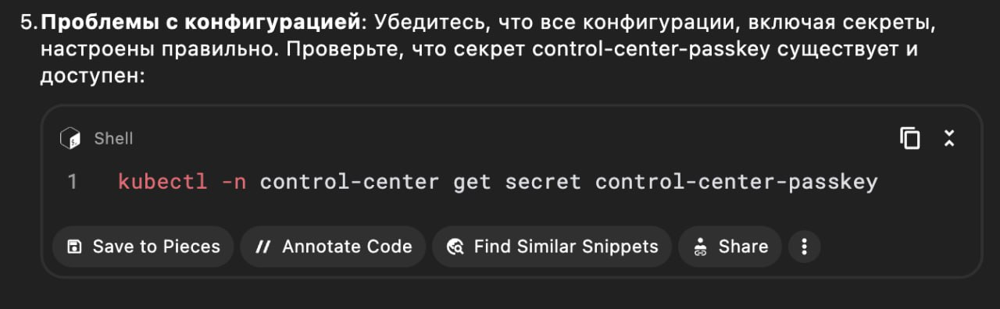 5. Проблемы с конфигурацией: Убедитесь, что все конфигурации, включая секреты,
настроены правильно. Проверьте, что секрет control-center-passkey существует и
доступен:
Shell
1 kubectl -n control-center get secret control-center-passkey
Save to Pieces // Annotate Code Find Similar Snippets Share